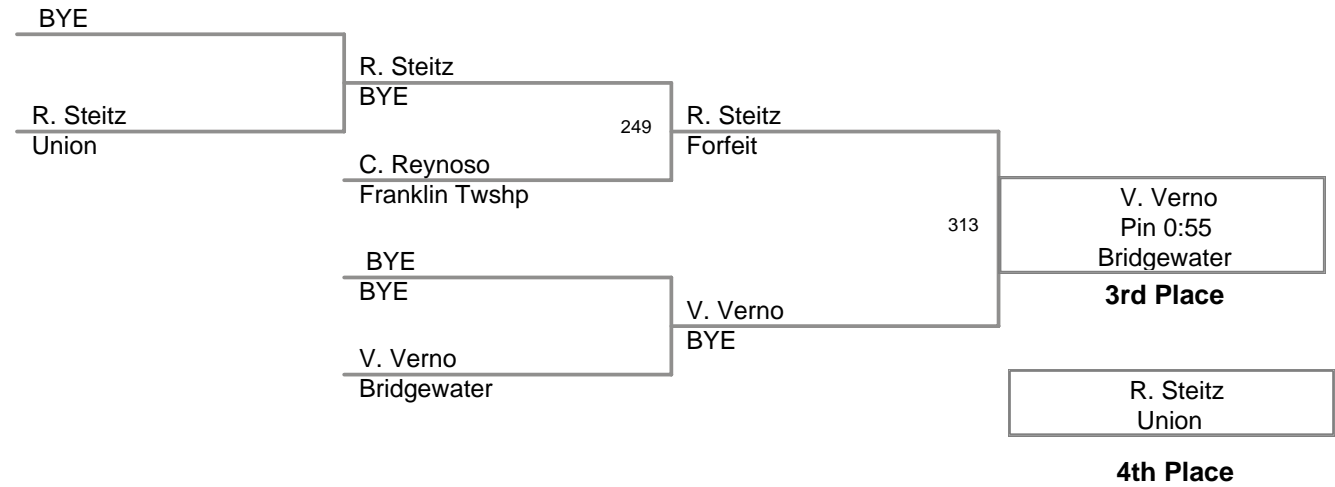 BYE
R. Steitz
Union
R. Steitz
BYE
C. Reynoso
Franklin Twshp
249
BYE
BYE
V. Verno
Bridgewater
R. Steitz
Forfeit
V. Verno
BYE
313
V. Verno
Pin 0:55
Bridgewater
3rd Place
R. Steitz
Union
4th Place